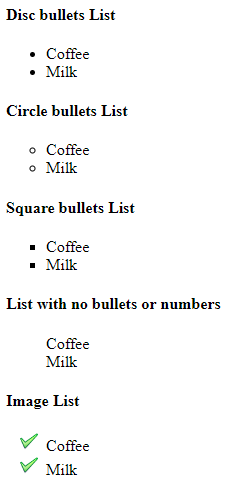 Disc bullets List
• Coffee
• Milk
Circle bullets List
○ Coffee
○ Milk
Square bullets List
▪ Coffee
▪ Milk
List with no bullets or numbers
Coffee
Milk
Image List
Coffee
Milk